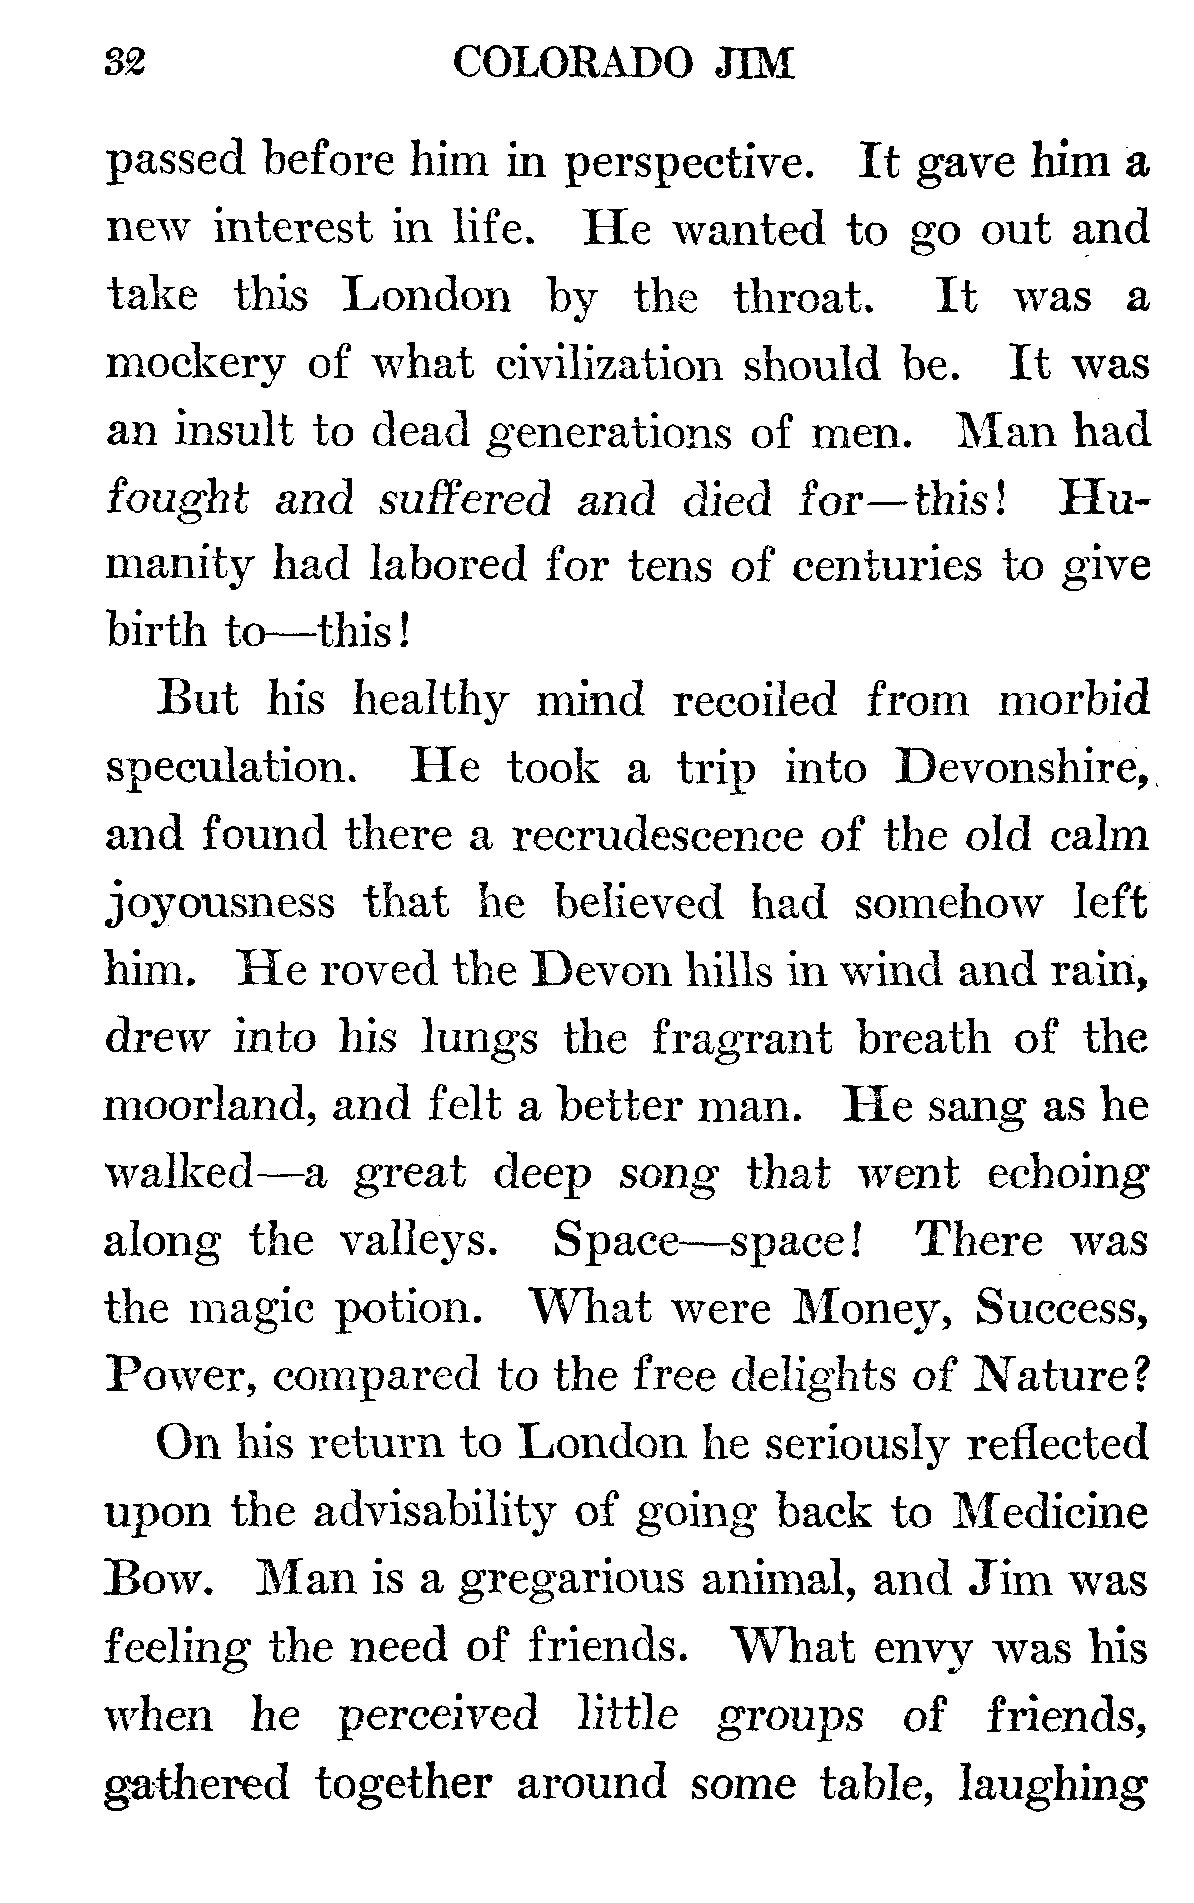 32 COLORADO JIM
passed before him in perspective. It gave him a
new interest in life. He wanted to go out and
take this London by the throat. It was a
mockery of what civilization should be. It was
an insult to dead generations of men. Man had
fought and suffered and died for—this! Hu-
manity had labored for tens of centuries to give
birth to—this!
But his healthy mind recoiled from morbid
speculation. He took a trip into Devonshire,
and found there a recrudescence of the old calm
joyousness that he believed had somehow left
him. He roved the Devon hills in wind and rain,
drew into his lungs the fragrant breath of the
moorland, and felt a better man. He sang as he
walked—a great deep song that went echoing
along the valleys. Space—space! There was
the magic potion. What were Money, Success,
Power, compared to the free delights of Nature?
On his return to London he seriously reflected
upon the advisability of going back to Medicine
Bow. Man is a gregarious animal, and Jim was
feeling the need of friends. What envy was his
when he perceived little groups of friends,
gathered together around some table, laughing